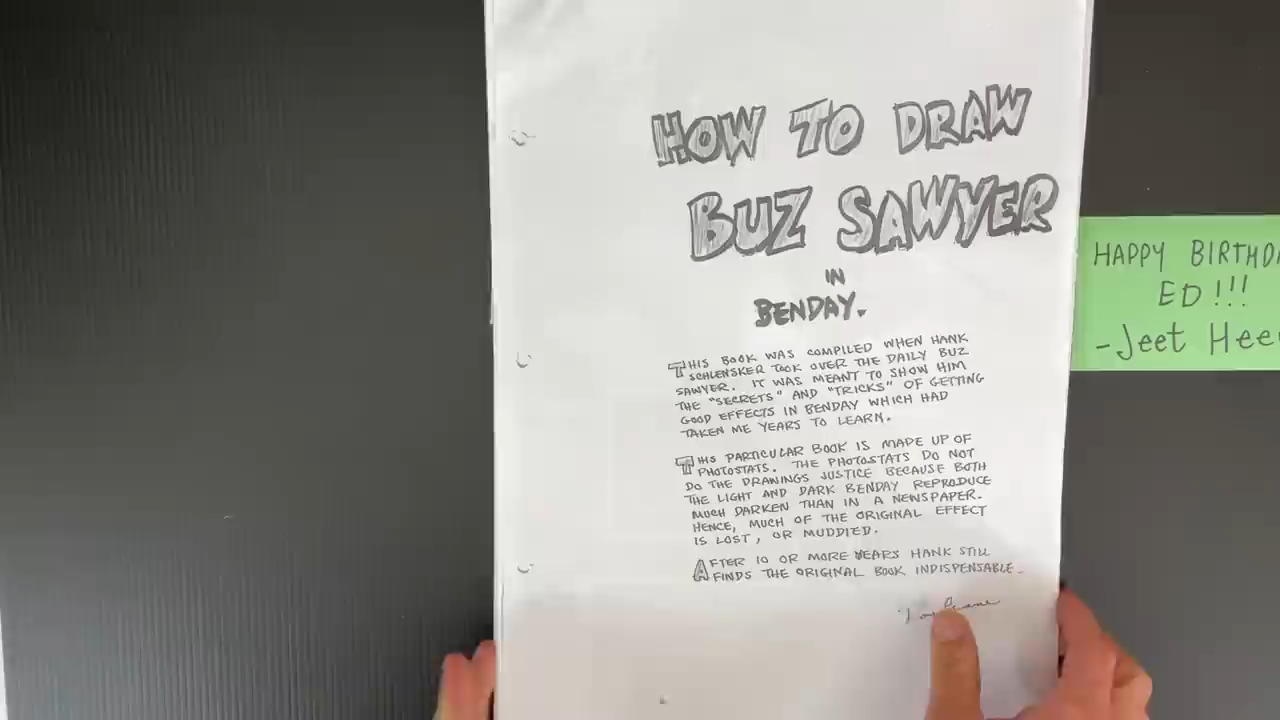 HOW TO DRAW
BUZ SAWYER
IN
BENDAY.
THIS BOOK WAS COMPILED WHEN HANK
SCHLENSKER TOOK OVER THE DAILY BUZ
SAWYER. IT WAS MEANT TO SHOW HIM
THE "SECRETS" AND "TRICKS" OF GETTING
GOOD EFFECTS IN BENDAY WHICH HAD
TAKEN ME YEARS TO LEARN.
THIS PARTICULAR BOOK IS MADE UP OF
PHOTOSTATS. THE PHOTOSTATS DO NOT
DO THE DRAWINGS JUSTICE BECAUSE BOTH
THE LIGHT AND DARK BENDAY REPRODUCE
MUCH DARKEN THAN IN A NEWSPAPER.
HENCE, MUCH OF THE ORIGINAL EFFECT
IS LOST, OR MUDDIED.
AFTER 10 OR MORE YEARS HANK STILL
FINDS THE ORIGINAL BOOK INDISPENSABLE.
HAPPY BIRTHD
ED!!!
-Jeet Hee